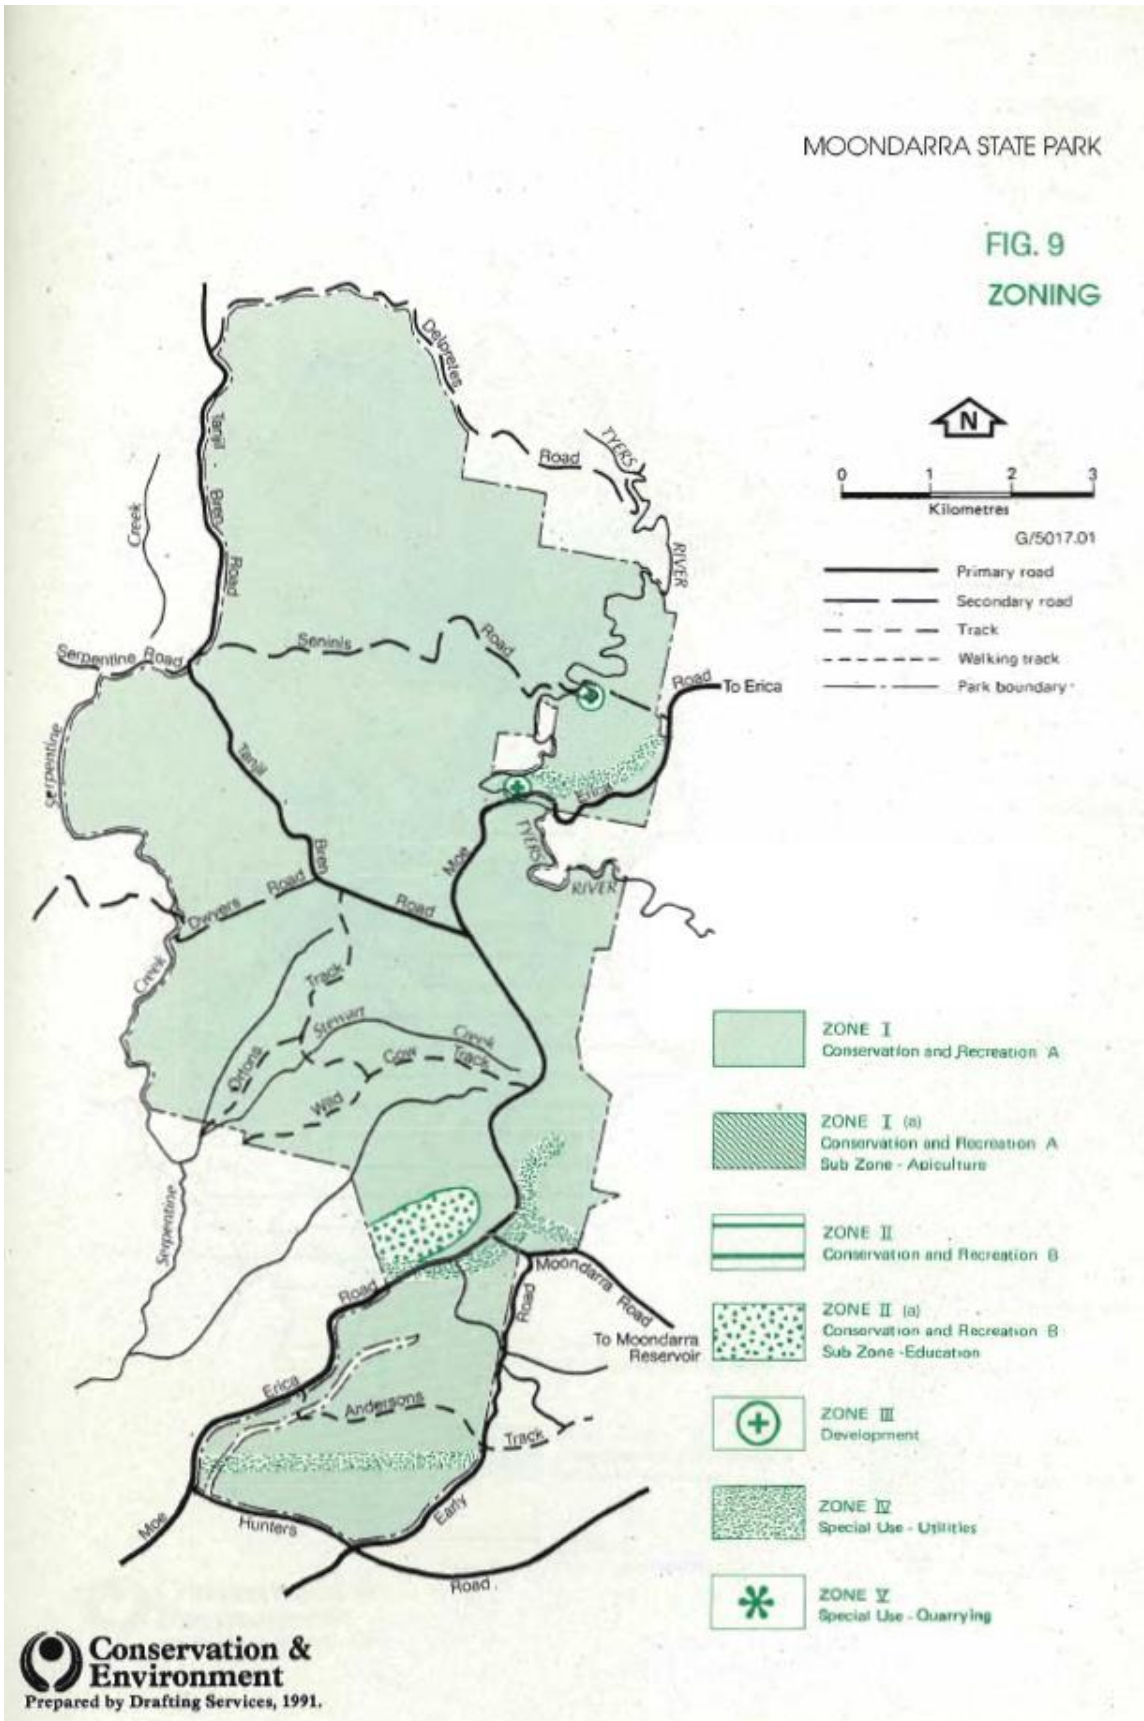 MOONDARRA STATE PARK
FIG. 9
ZONING
N
0 1 2 3
Kilometres
G/5017.01
Primary road
Secondary road
Track
Walking track
Park boundary
Delpretes
Road
TYERS
RIVER
Tanjil
Bren
Road
Creek
Serpentine Road
Seninis
Road
Road
To Erica
Serpentine
Tanjil
Bren
Road
Moe
Erica
TYERS
RIVER
Dwyers Road
Creek
Track
Stewart
Creek
Ortons
Cow
Track
Wild
Serpentine
Moondarra
Road
Road
Road
To Moondarra
Reservoir
Erica
Andersons
Track
Moe
Hunters
Early
Road
ZONE I
Conservation and Recreation A
ZONE I (a)
Conservation and Recreation A
Sub Zone - Apiculture
ZONE II
Conservation and Recreation B
ZONE II (a)
Conservation and Recreation B
Sub Zone -Education
ZONE III
Development
ZONE IV
Special Use - Utilities
ZONE V
Special Use - Quarrying
Conservation &
Environment
Prepared by Drafting Services, 1991.